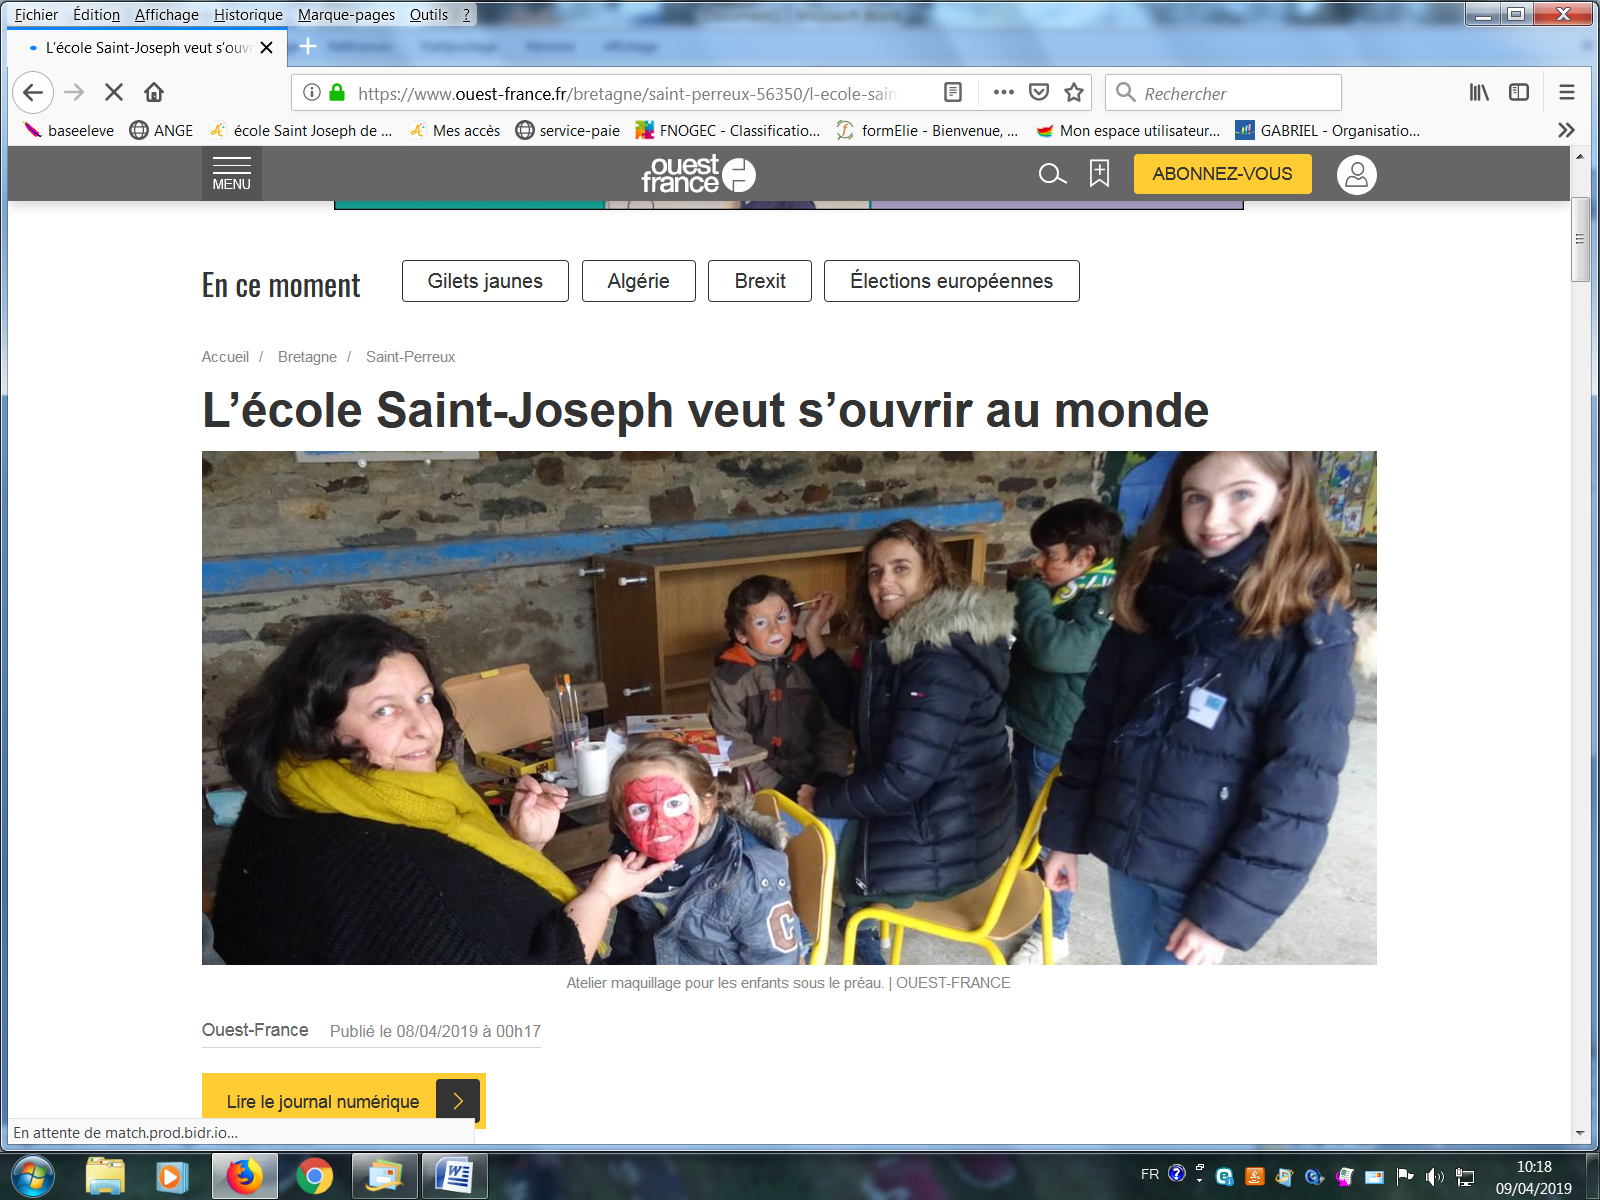 Fichier Édition Affichage Historique Marque-pages Outils ?
L'école Saint-Joseph veut s'ouv
https://www.ouest-france.fr/bretagne/saint-perreux-56350/l-ecole-sain
Rechercher
baseeleve ANGE école Saint Joseph de ... Mes accès service-paie FNOGEC - Classificatio... formElie - Bienvenue, ... Mon espace utilisateur... GABRIEL - Organisatio...
MENU
ouest
france
ABONNEZ-VOUS
En ce moment
Gilets jaunes
Algérie
Brexit
Élections européennes
Accueil / Bretagne / Saint-Perreux
L'école Saint-Joseph veut s'ouvrir au monde
C
Atelier maquillage pour les enfants sous le préau. | OUEST-FRANCE
Ouest-France Publié le 08/04/2019 à 00h17
Lire le journal numérique
En attente de match.prod.bidr.io...
FR
10:18
09/04/2019